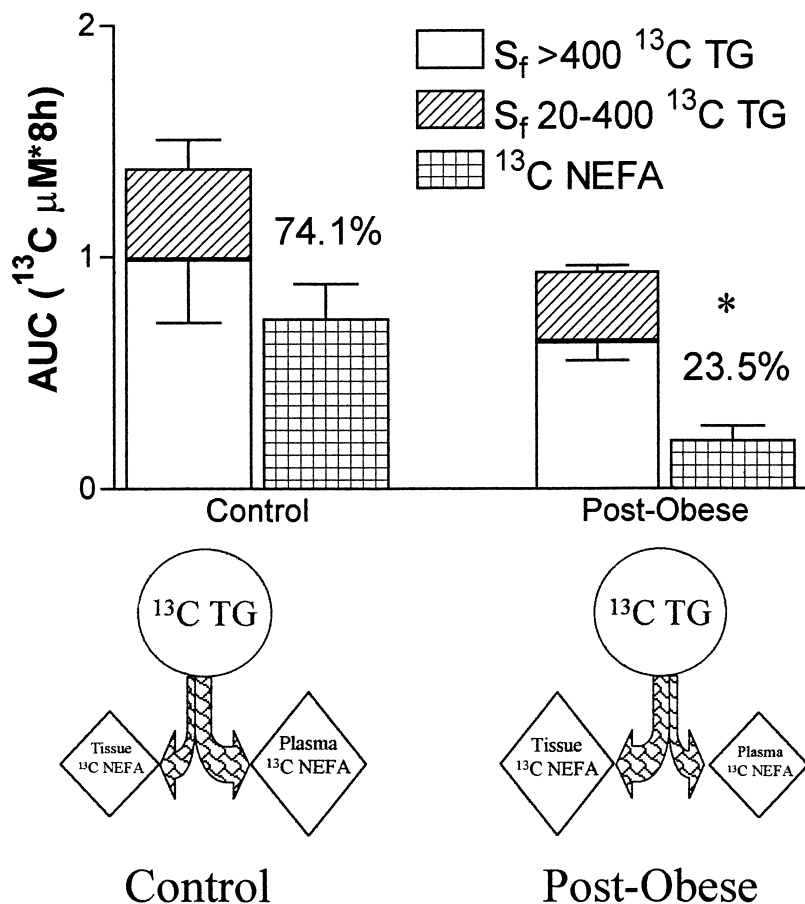 2
1
0
AUC (¹³C μM*8h)
S_f >400 ¹³C TG
S_f 20-400 ¹³C TG
¹³C NEFA
74.1%
*
23.5%
Control
Post-Obese
¹³C TG
Tissue
¹³C NEFA
Plasma
¹³C NEFA
¹³C TG
Tissue
¹³C NEFA
Plasma
¹³C NEFA
Control
Post-Obese